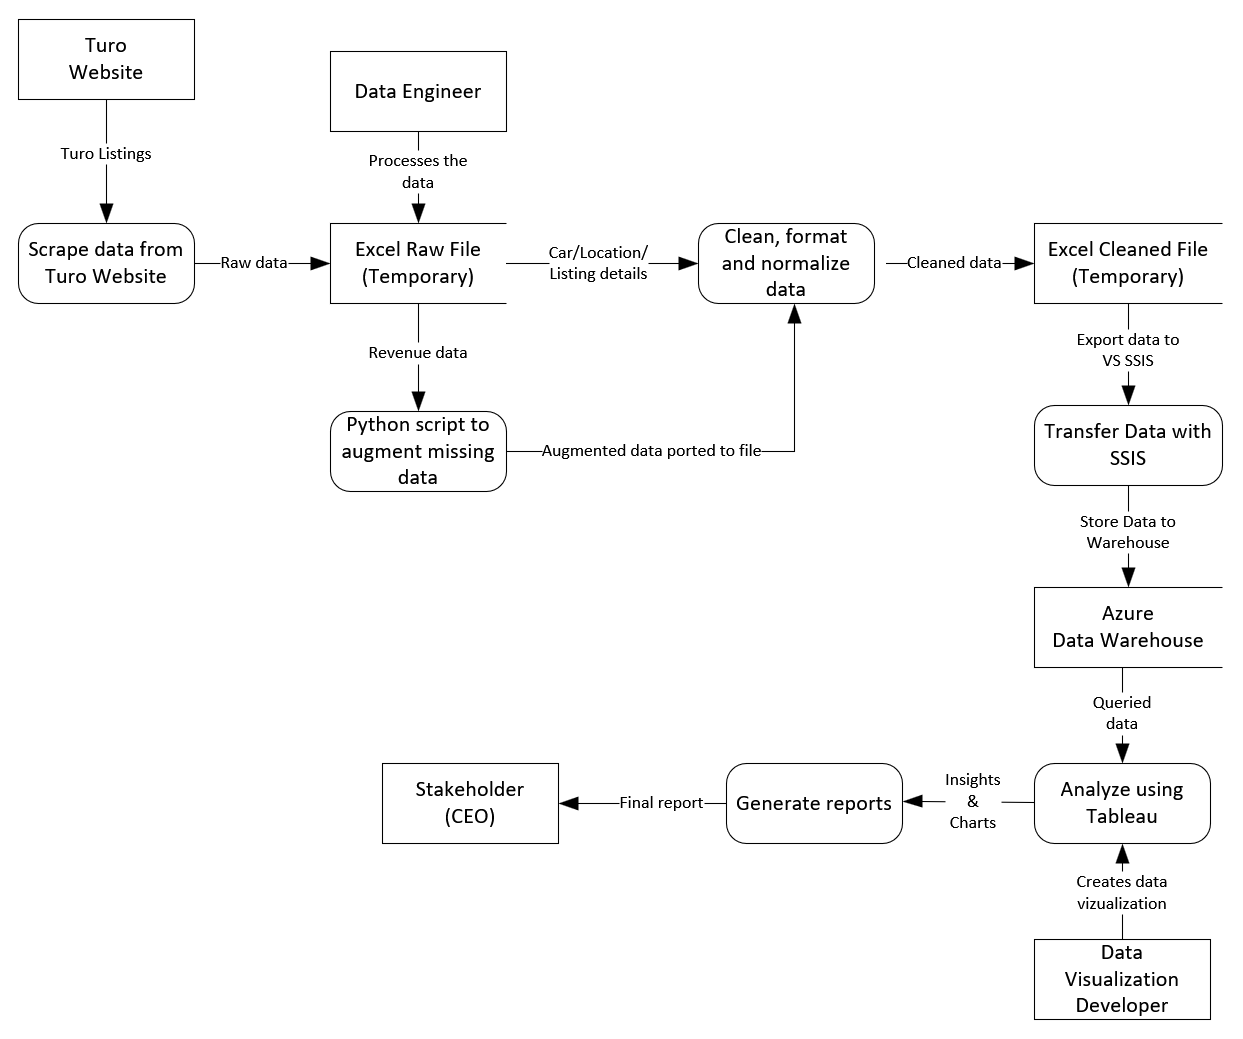 Turo
Website
Data Engineer
Turo Listings
Processes the
data
Scrape data from
Turo Website
Raw data
Excel Raw File
(Temporary)
Car/Location/
Listing details
Clean, format
and normalize
data
Cleaned data
Excel Cleaned File
(Temporary)
Revenue data
Export data to
VS SSIS
Python script to
augment missing
data
Augmented data ported to file
Transfer Data with
SSIS
Store Data to
Warehouse
Azure
Data Warehouse
Queried
data
Stakeholder
(CEO)
Final report
Generate reports
Insights
&
Charts
Analyze using
Tableau
Creates data
vizualization
Data
Visualization
Developer